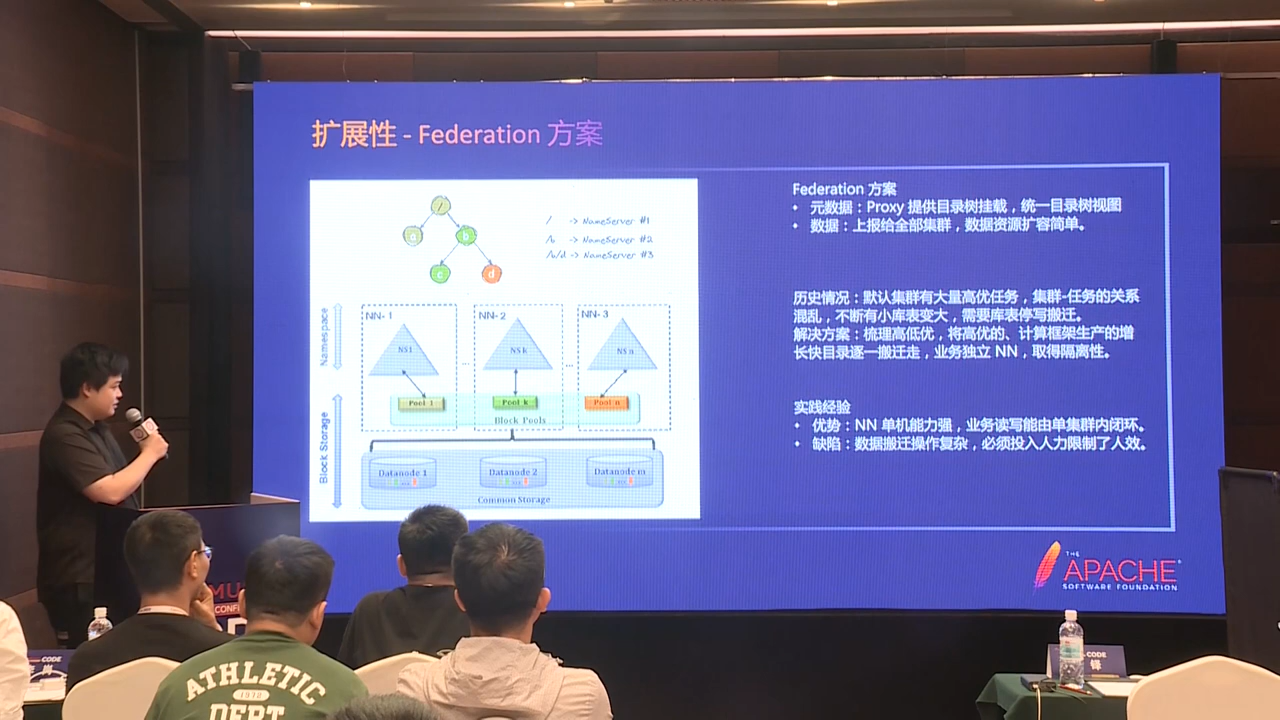 扩展性 - Federation 方案
/ -> NameServer #1
/b -> NameServer #2
/b/d -> NameServer #3
/
a
b
c
d
Namespace
NN- 1
NN- 2
NN- 3
NS1
NS k
NS n
...
...
Block Storage
Pool 1
Pool k
Pool n
Block Pools
Datanode 1
Datanode 2
Datanode m
Common Storage
Federation 方案
• 元数据：Proxy 提供目录树挂载，统一目录树视图
• 数据：上报给全部集群，数据资源扩容简单。
历史情况：默认集群有大量高优任务，集群-任务的关系
混乱，不断有小库表变大，需要库表停写搬迁。
解决方案：梳理高低优，将高优的、计算框架生产的增
长快目录逐一搬迁走，业务独立 NN，取得隔离性。
实践经验
• 优势：NN 单机能力强，业务读写能由单集群内闭环。
• 缺陷：数据搬迁操作复杂，必须投入人力限制了人效。
THE
APACHE
SOFTWARE FOUNDATION
ATHLETIC
1978
DEPT
CODE
CODE
铎